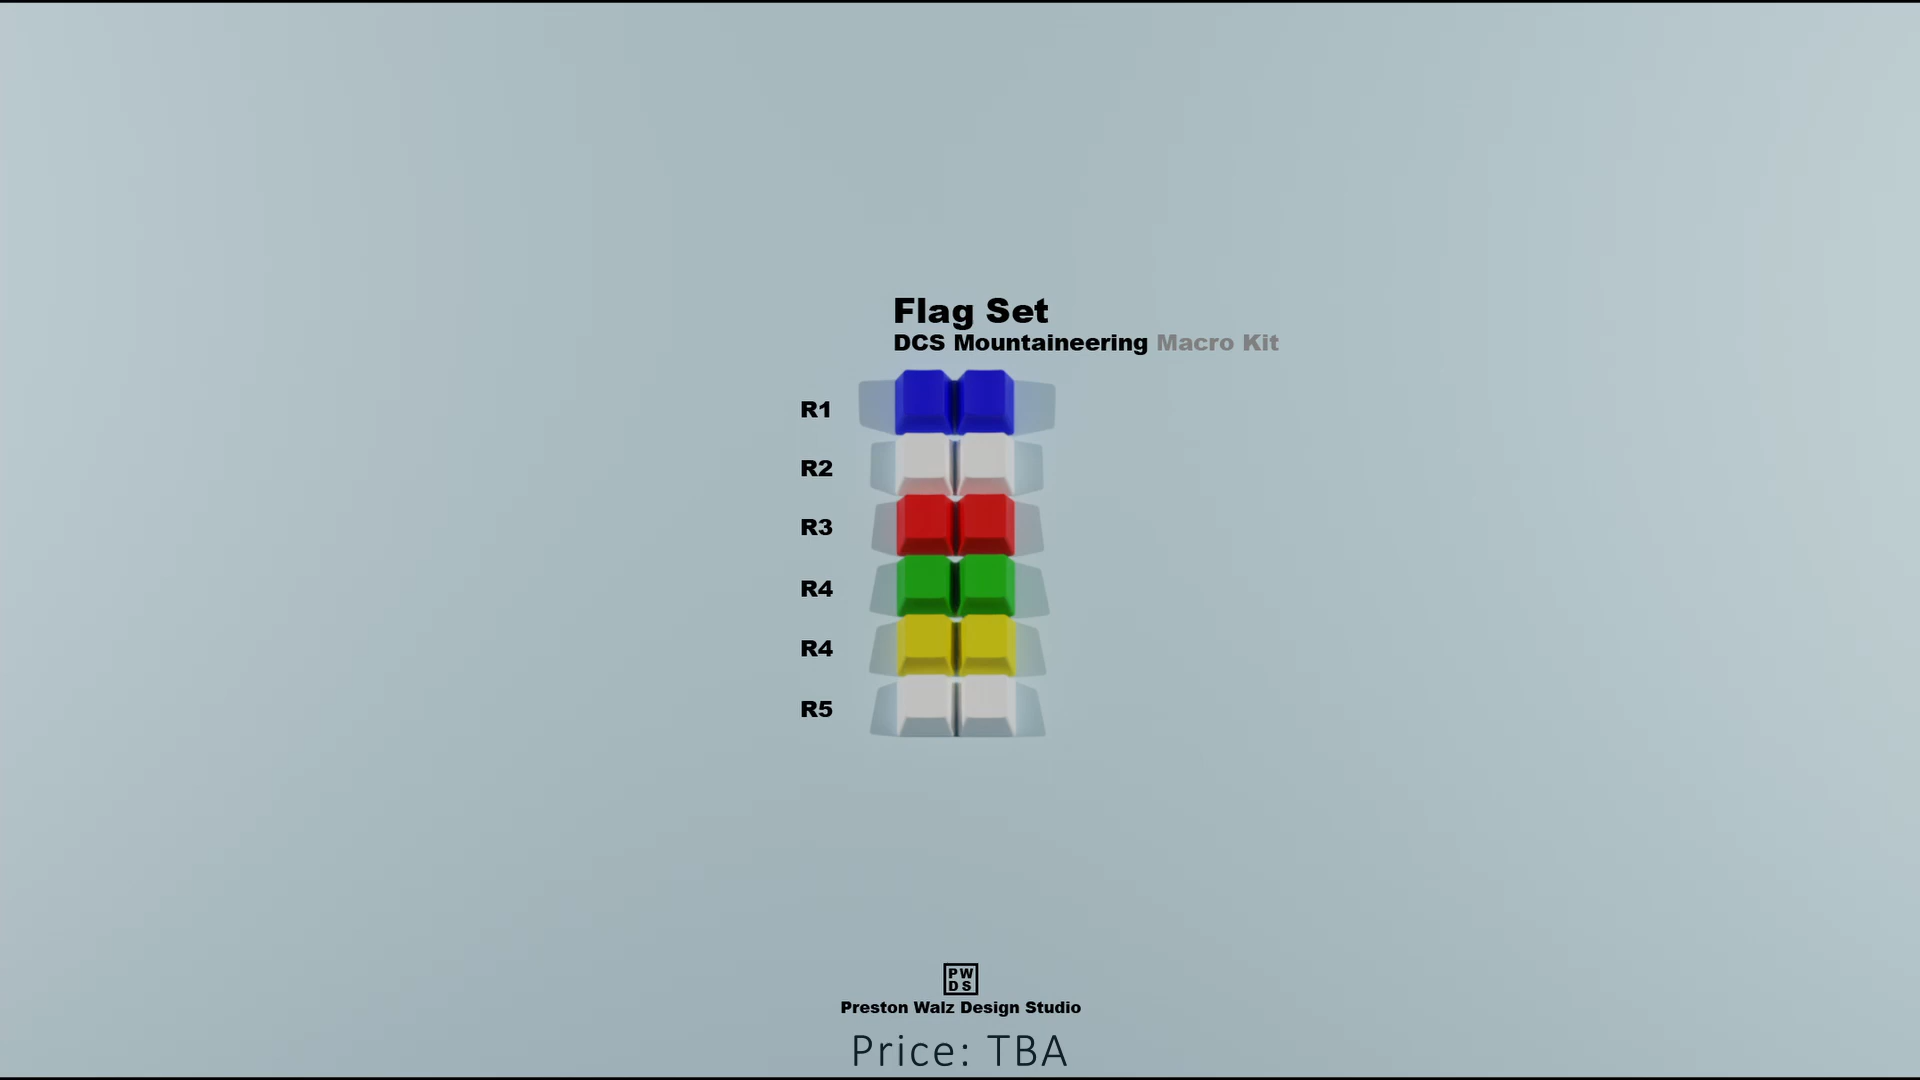 Flag Set
DCS Mountaineering Macro Kit
R1
R2
R3
R4
R4
R5
PW
DS
Preston Walz Design Studio
Price: TBA